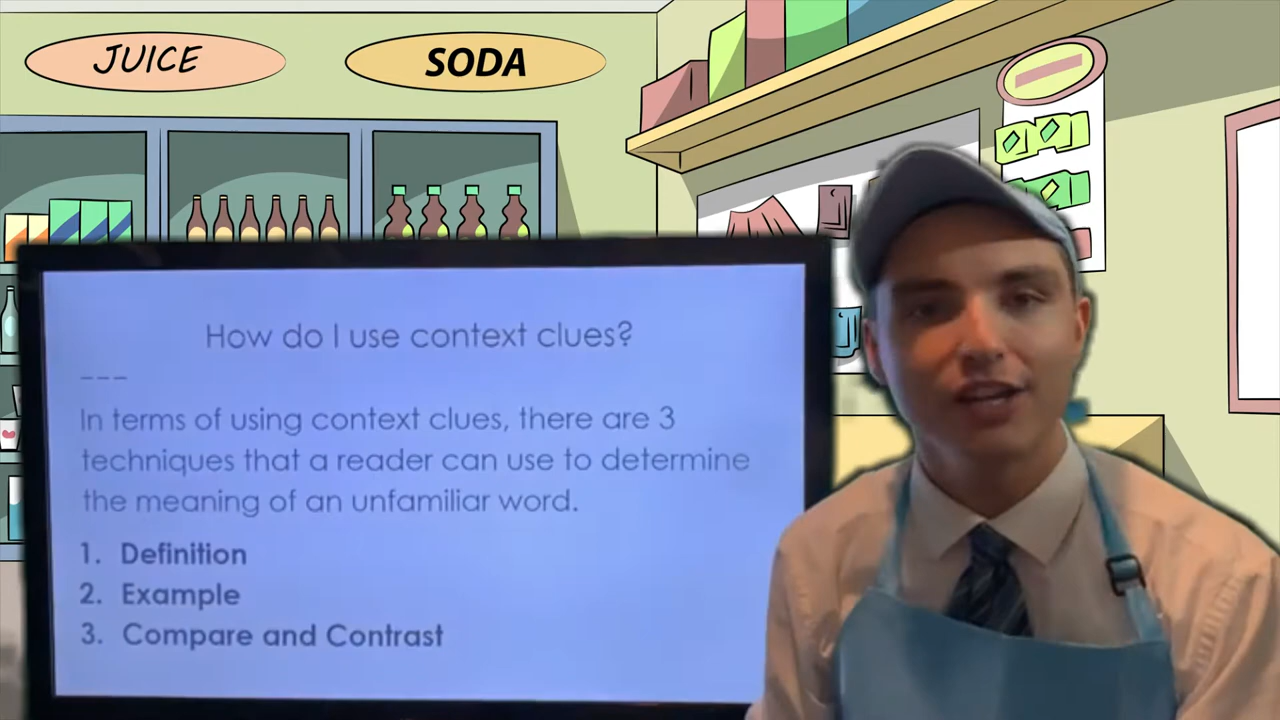 JUICE
SODA
How do I use context clues?
---
In terms of using context clues, there are 3
techniques that a reader can use to determine
the meaning of an unfamiliar word.
1. Definition
2. Example
3. Compare and Contrast